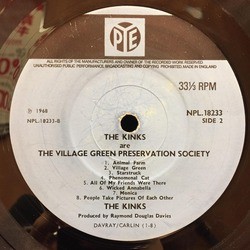 PYE
ALL RIGHTS OF THE MANUFACTURER AND OF THE OWNER OF THE RECORDED WORK RESERVED
UNAUTHORISED PUBLIC PERFORMANCE, BROADCASTING AND COPYING PROHIBITED MADE IN ENGLAND
33⅓ RPM
℗ 1968
NPL.18233-B
NPL.18233
SIDE 2
THE KINKS
are
THE VILLAGE GREEN PRESERVATION SOCIETY
1. Animal Farm
2. Village Green
3. Starstruck
4. Phenomenal Cat
5. All Of My Friends Were There
6. Wicked Annabella
7. Monica
8. People Take Pictures Of Each Other
THE KINKS
Produced by Raymond Douglas Davies
DAVRAY/CARLIN (1-8)